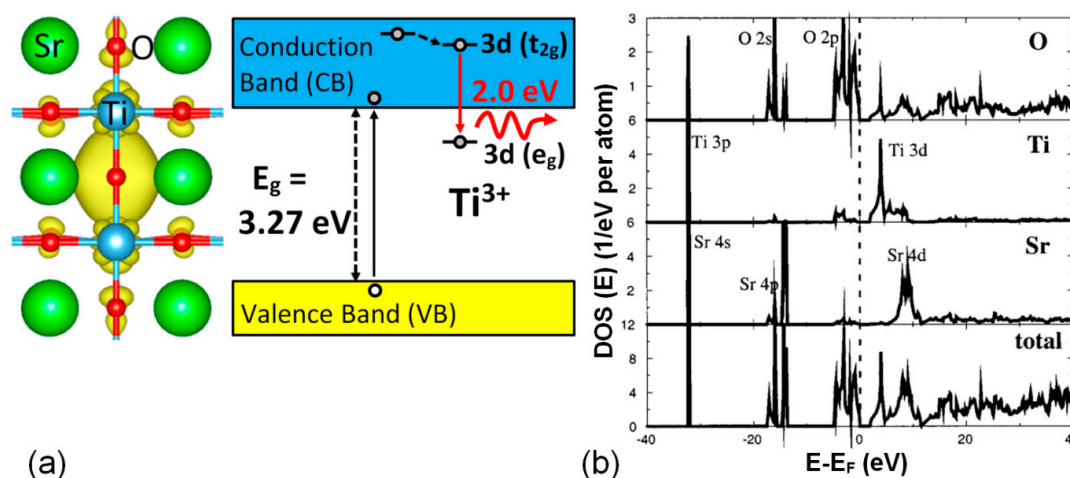 Sr
O
Ti
Conduction
Band (CB)
3d (t2g)
2.0 eV
3d (eg)
Eg =
3.27 eV
Ti3+
Valence Band (VB)
(a)
DOS (E) (1/eV per atom)
3
2
1
6
O 2s
O 2p
O
4
2
6
Ti 3p
Ti 3d
Ti
4
2
12
Sr 4s
Sr 4p
Sr 4d
Sr
8
4
0
total
-40
-20
0
20
40
E-EF (eV)
(b)